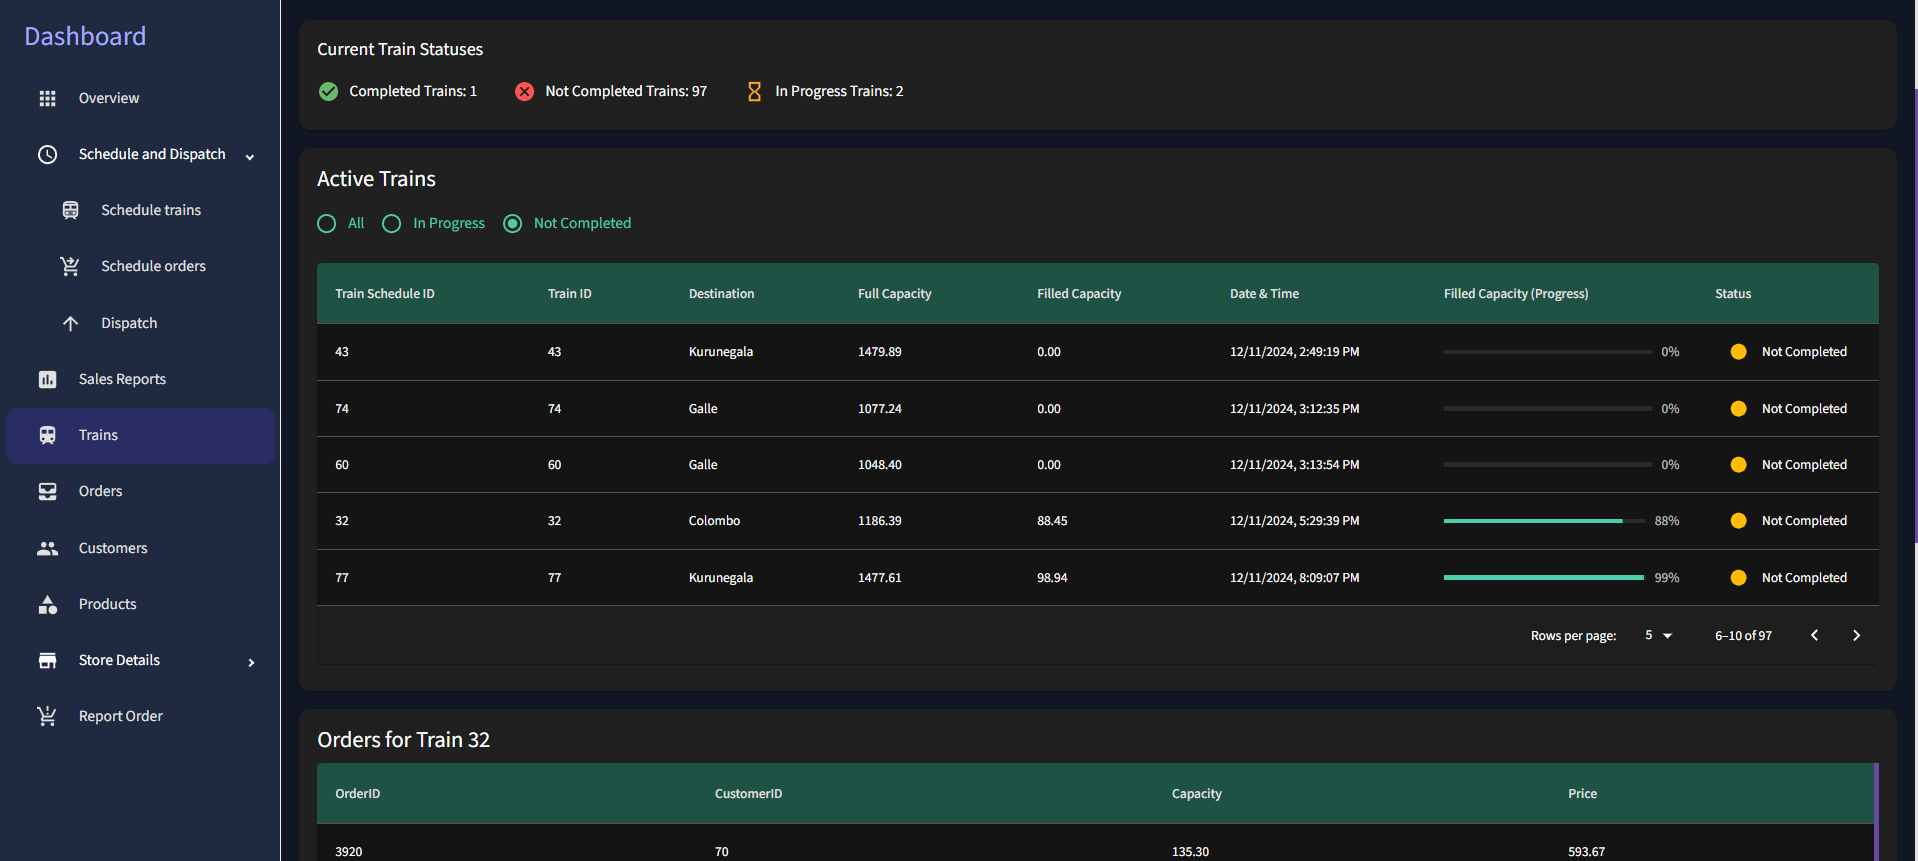 Dashboard
Overview
Schedule and Dispatch
Schedule trains
Schedule orders
Dispatch
Sales Reports
Trains
Orders
Customers
Products
Store Details
Report Order
Current Train Statuses
Completed Trains: 1 Not Completed Trains: 97 In Progress Trains: 2
Active Trains
All In Progress Not Completed
Train Schedule ID Train ID Destination Full Capacity Filled Capacity Date & Time Filled Capacity (Progress) Status
43 43 Kurunegala 1479.89 0.00 12/11/2024, 2:49:19 PM 0% Not Completed
74 74 Galle 1077.24 0.00 12/11/2024, 3:12:35 PM 0% Not Completed
60 60 Galle 1048.40 0.00 12/11/2024, 3:13:54 PM 0% Not Completed
32 32 Colombo 1186.39 88.45 12/11/2024, 5:29:39 PM 88% Not Completed
77 77 Kurunegala 1477.61 98.94 12/11/2024, 8:09:07 PM 99% Not Completed
Rows per page: 5 6–10 of 97
Orders for Train 32
OrderID CustomerID Capacity Price
3920 70 135.30 593.67